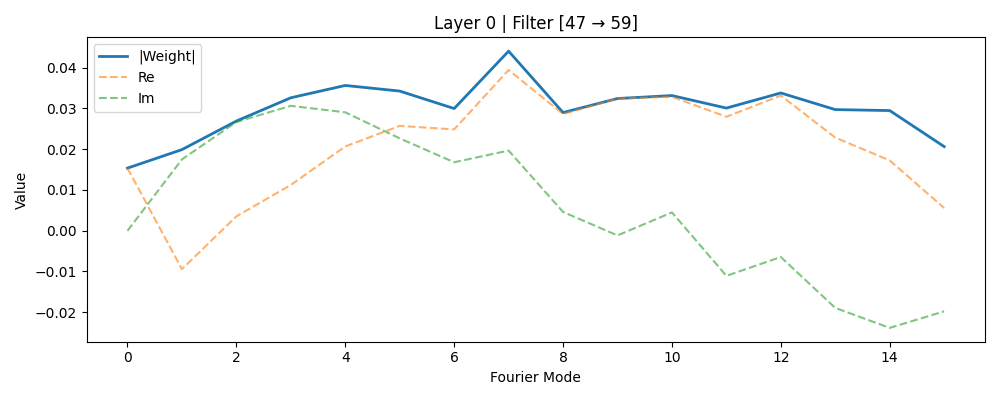 Layer 0 | Filter [47 → 59]
|Weight|
Re
Im
Value
0.04
0.03
0.02
0.01
0.00
−0.01
−0.02
0 2 4 6 8 10 12 14
Fourier Mode